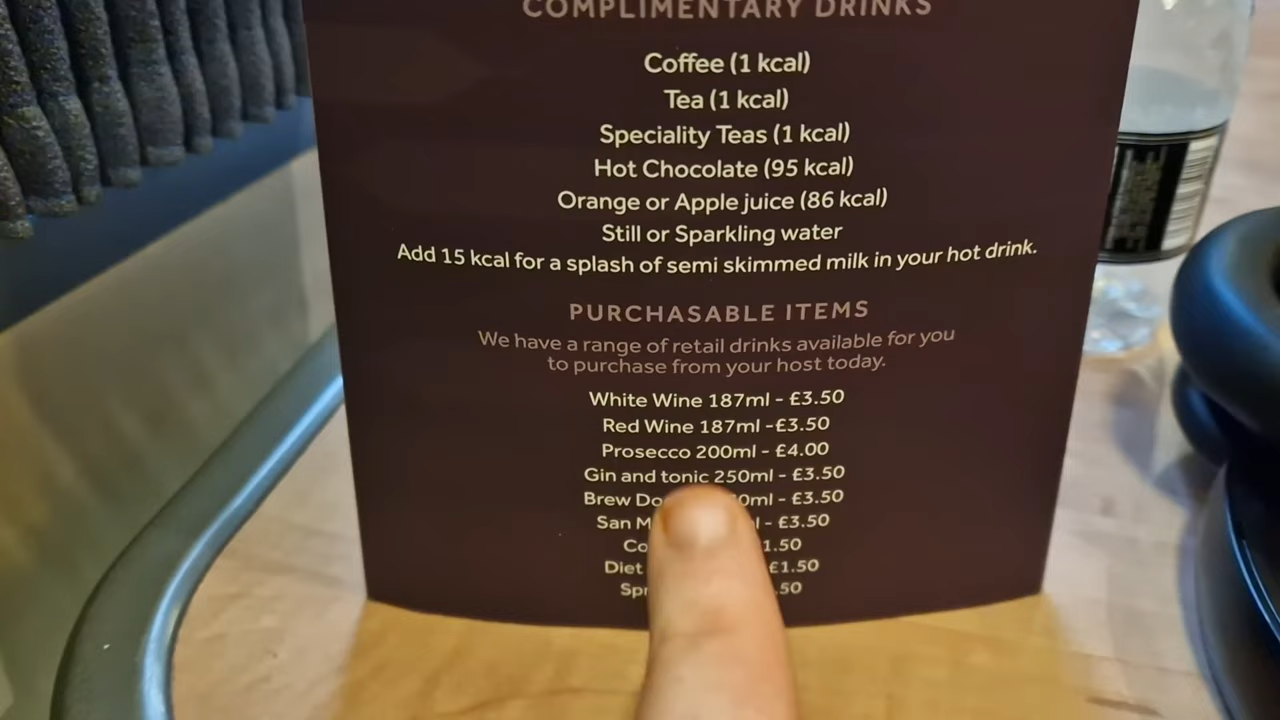 COMPLIMENTARY DRINKS
Coffee (1 kcal)
Tea (1 kcal)
Speciality Teas (1 kcal)
Hot Chocolate (95 kcal)
Orange or Apple juice (86 kcal)
Still or Sparkling water
Add 15 kcal for a splash of semi skimmed milk in your hot drink.
PURCHASABLE ITEMS
We have a range of retail drinks available for you
to purchase from your host today.
White Wine 187ml - £3.50
Red Wine 187ml -£3.50
Prosecco 200ml - £4.00
Gin and tonic 250ml - £3.50
Brew - £3.50
San - £3.50
Diet £1.50